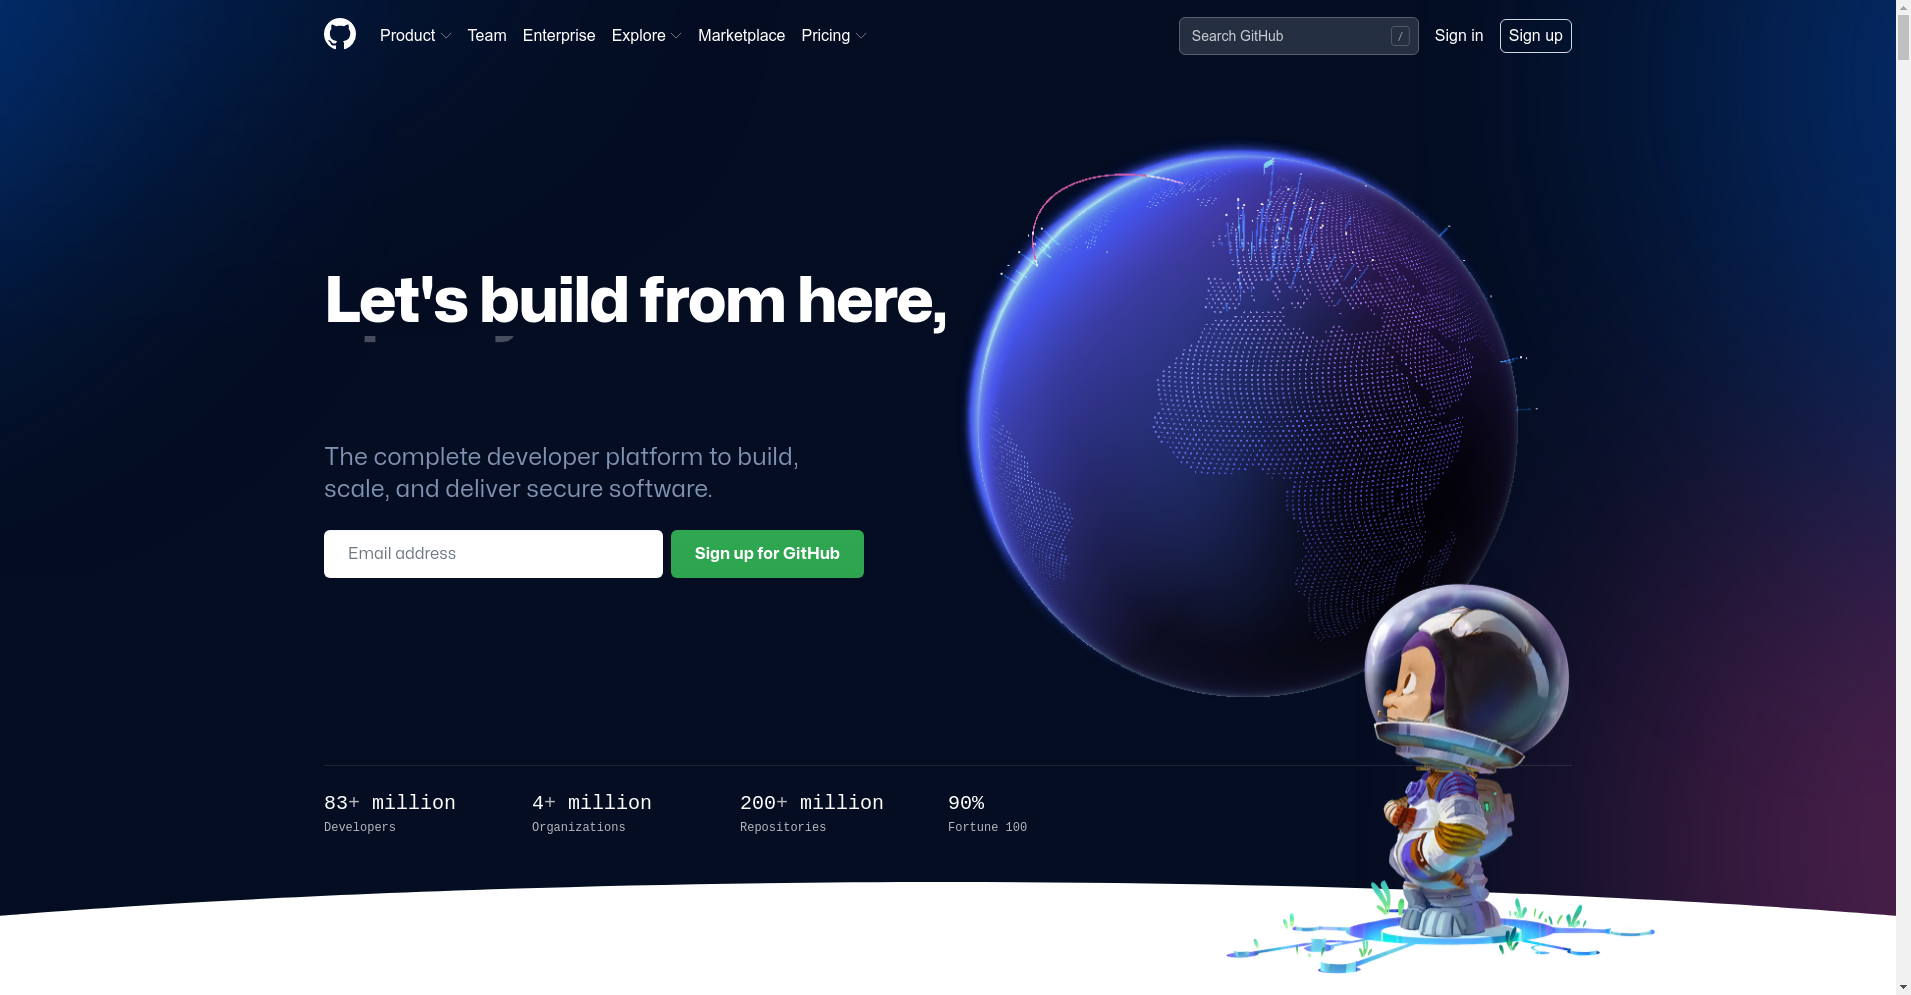 Product
Team
Enterprise
Explore
Marketplace
Pricing
Search GitHub
/
Sign in
Sign up
Let's build from here,
The complete developer platform to build,
scale, and deliver secure software.
Email address
Sign up for GitHub
83+ million
Developers
4+ million
Organizations
200+ million
Repositories
90%
Fortune 100